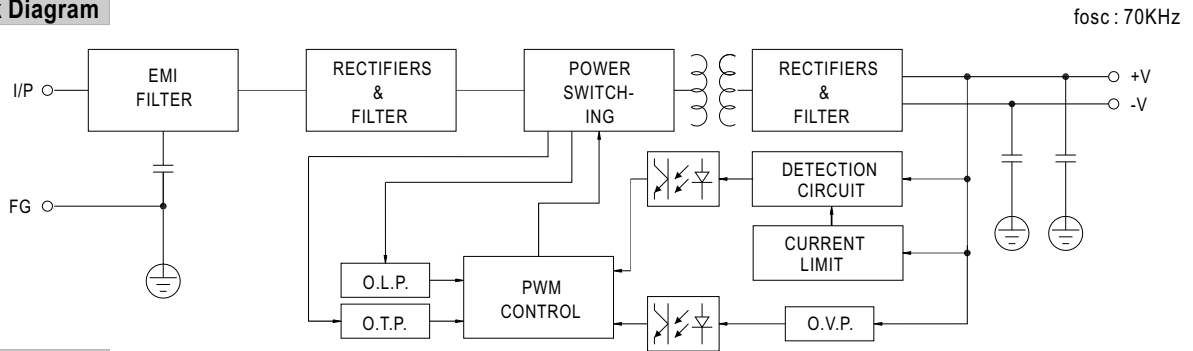 Diagram
fosc : 70KHz
I/P
EMI
FILTER
RECTIFIERS
&
FILTER
POWER
SWITCH-
ING
RECTIFIERS
&
FILTER
+V
-V
FG
DETECTION
CIRCUIT
CURRENT
LIMIT
O.L.P.
O.T.P.
PWM
CONTROL
O.V.P.